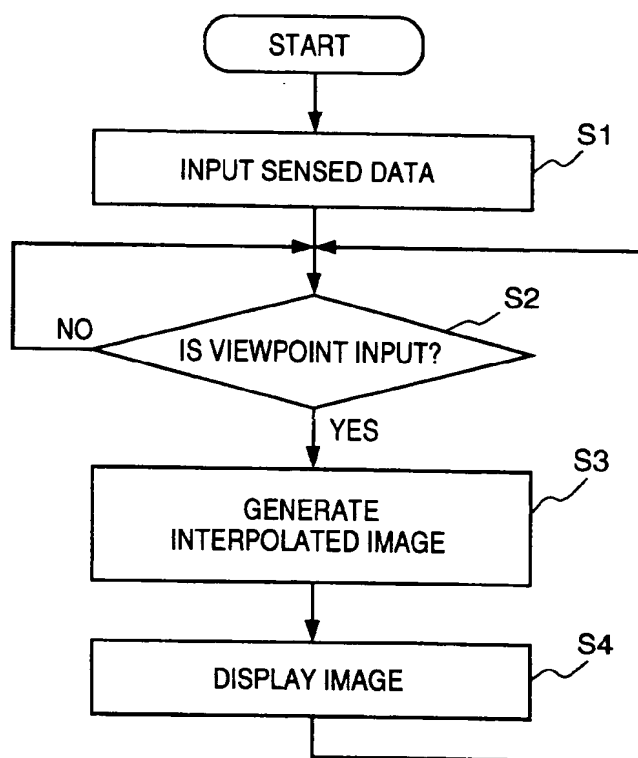 START
S1
INPUT SENSED DATA
S2
NO
IS VIEWPOINT INPUT?
YES
S3
GENERATE
INTERPOLATED IMAGE
S4
DISPLAY IMAGE